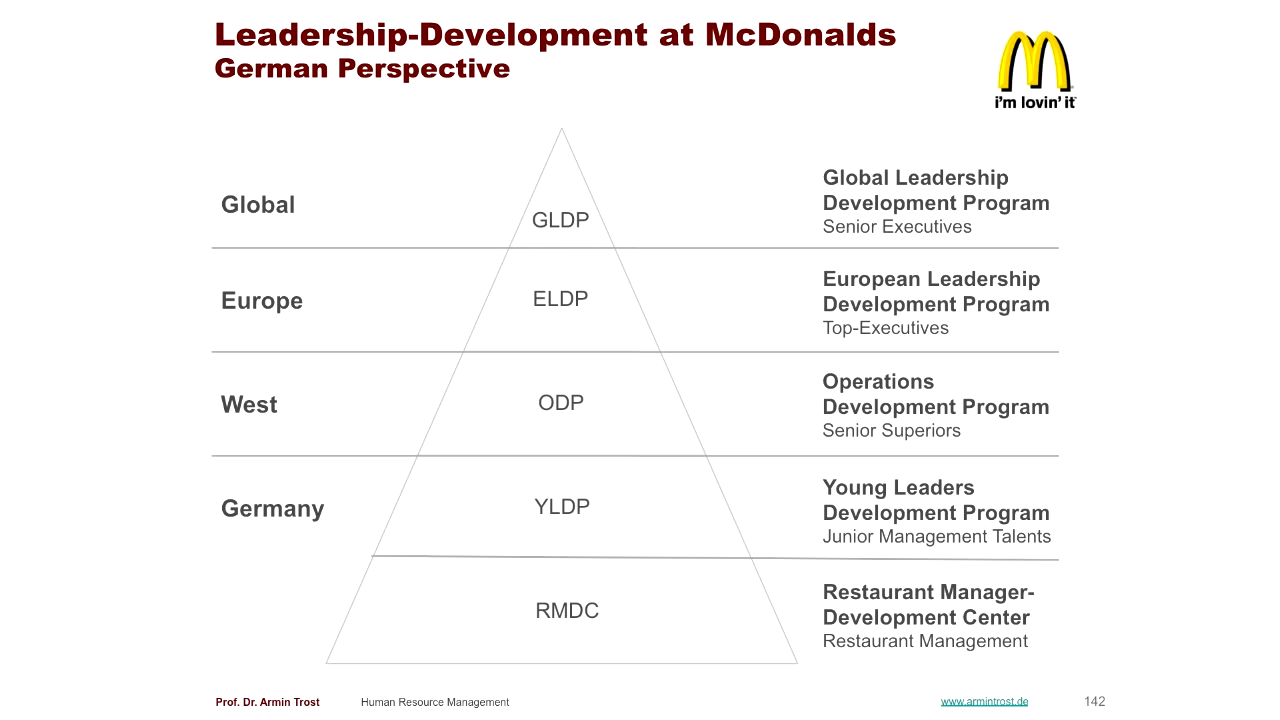 Leadership-Development at McDonalds
German Perspective
i'm lovin' it
Global
GLDP
Global Leadership
Development Program
Senior Executives
Europe
ELDP
European Leadership
Development Program
Top-Executives
West
ODP
Operations
Development Program
Senior Superiors
Germany
YLDP
Young Leaders
Development Program
Junior Management Talents
RMDC
Restaurant Manager-
Development Center
Restaurant Management
Prof. Dr. Armin Trost
Human Resource Management
www.armintrost.de
142